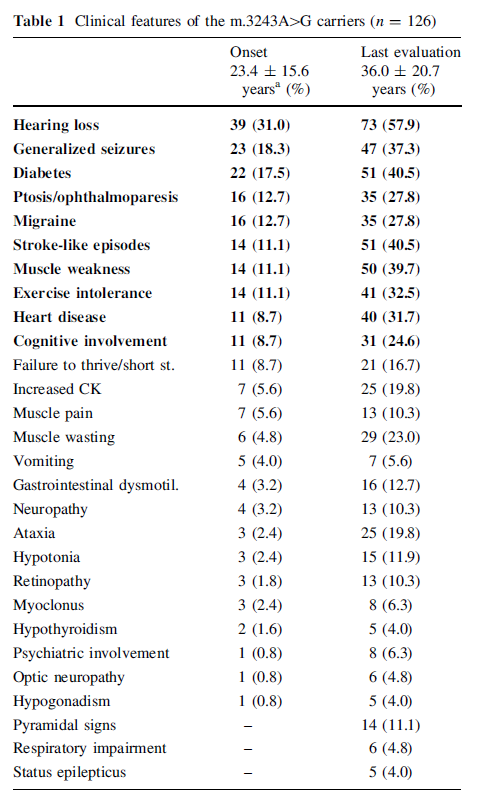 Table 1 Clinical features of the m.3243A>G carriers (n = 126)
Onset 23.4 ± 15.6 yearsᵃ (%) Last evaluation 36.0 ± 20.7 years (%)
Hearing loss 39 (31.0) 73 (57.9)
Generalized seizures 23 (18.3) 47 (37.3)
Diabetes 22 (17.5) 51 (40.5)
Ptosis/ophthalmoparesis 16 (12.7) 35 (27.8)
Migraine 16 (12.7) 35 (27.8)
Stroke-like episodes 14 (11.1) 51 (40.5)
Muscle weakness 14 (11.1) 50 (39.7)
Exercise intolerance 14 (11.1) 41 (32.5)
Heart disease 11 (8.7) 40 (31.7)
Cognitive involvement 11 (8.7) 31 (24.6)
Failure to thrive/short st. 11 (8.7) 21 (16.7)
Increased CK 7 (5.6) 25 (19.8)
Muscle pain 7 (5.6) 13 (10.3)
Muscle wasting 6 (4.8) 29 (23.0)
Vomiting 5 (4.0) 7 (5.6)
Gastrointestinal dysmotil. 4 (3.2) 16 (12.7)
Neuropathy 4 (3.2) 13 (10.3)
Ataxia 3 (2.4) 25 (19.8)
Hypotonia 3 (2.4) 15 (11.9)
Retinopathy 3 (1.8) 13 (10.3)
Myoclonus 3 (2.4) 8 (6.3)
Hypothyroidism 2 (1.6) 5 (4.0)
Psychiatric involvement 1 (0.8) 8 (6.3)
Optic neuropathy 1 (0.8) 6 (4.8)
Hypogonadism 1 (0.8) 5 (4.0)
Pyramidal signs – 14 (11.1)
Respiratory impairment – 6 (4.8)
Status epilepticus – 5 (4.0)